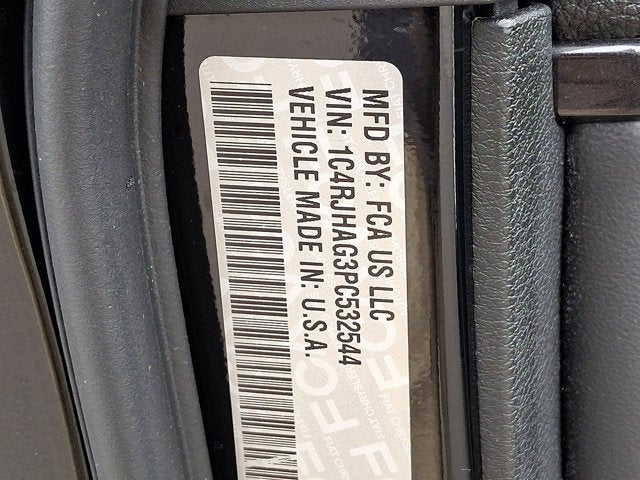 MFD BY: FCA US LLC
VIN: 1C4RJHAG3PC532544
VEHICLE MADE IN: U.S.A.